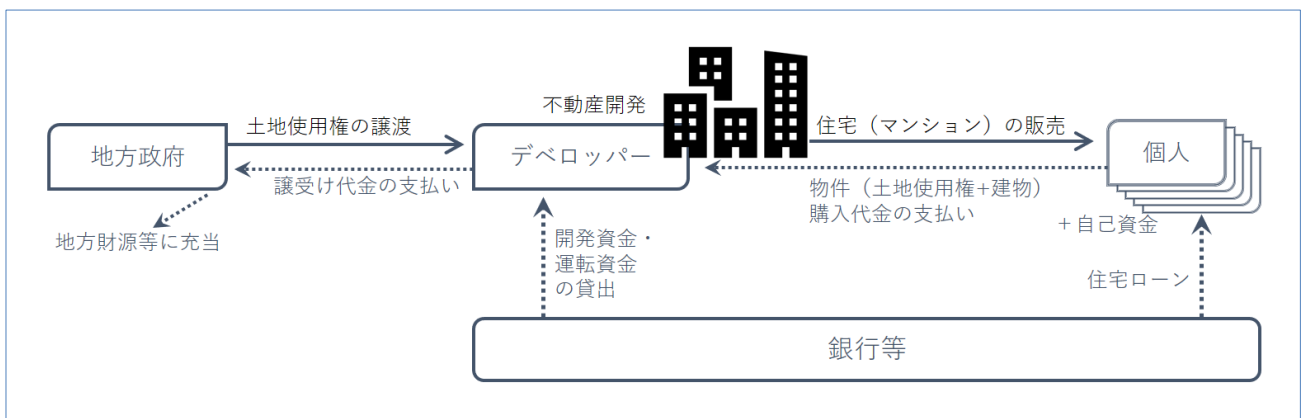 不動産開発
土地使用権の譲渡
住宅（マンション）の販売
地方政府
デベロッパー
個人
譲受け代金の支払い
物件（土地使用権+建物）
購入代金の支払い
＋自己資金
地方財源等に充当
開発資金・
運転資金
の貸出
住宅ローン
銀行等